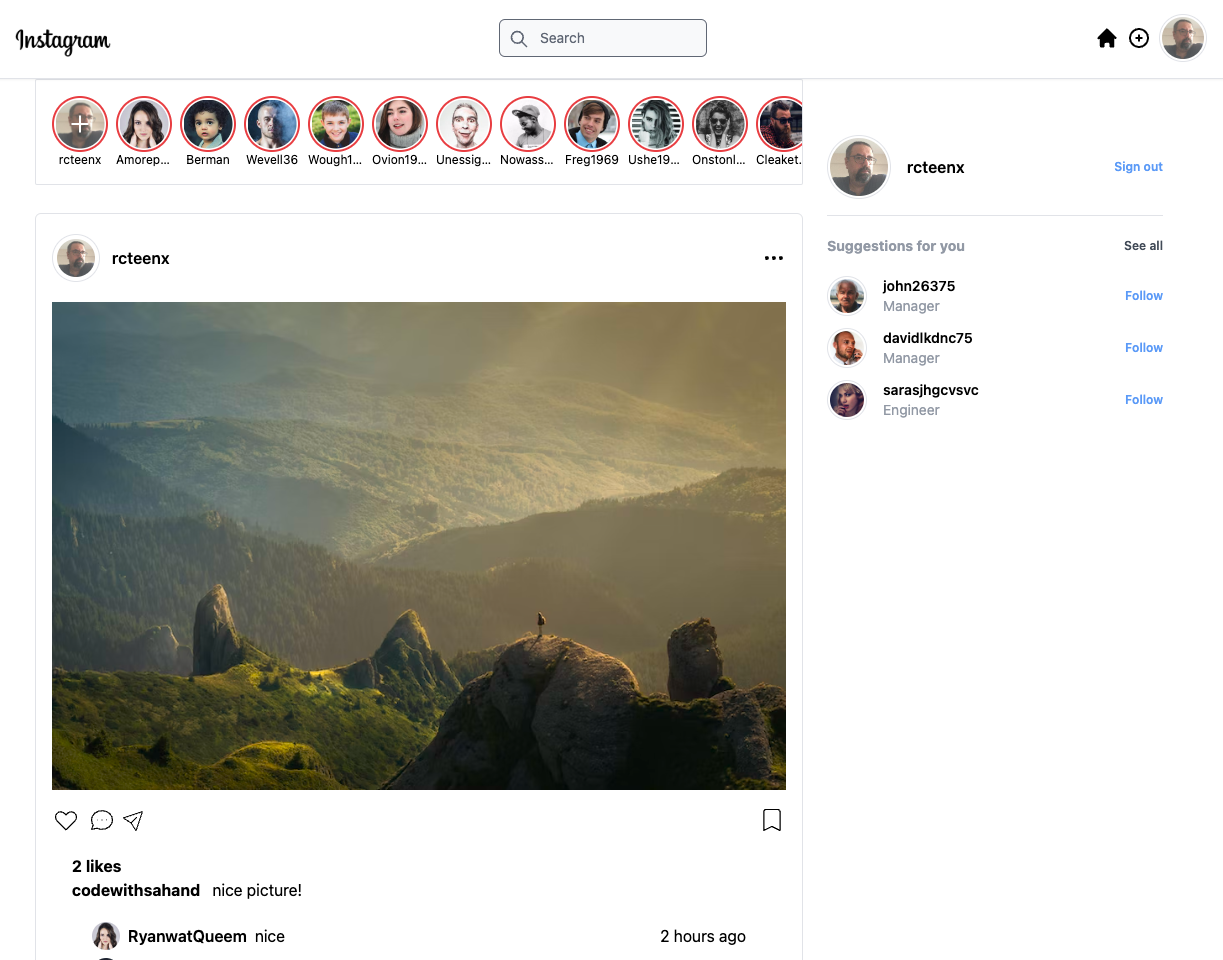 Instagram
Search
rcteenx
Amorep...
Berman
Wevell36
Wough1...
Ovion19...
Unessig...
Nowass...
Freg1969
Ushe19...
Onstonl...
Cleaket.
rcteenx
Sign out
Suggestions for you
See all
john26375
Manager
Follow
davidlkdnc75
Manager
Follow
sarasjhgcvsvc
Engineer
Follow
rcteenx
2 likes
codewithsahand nice picture!
RyanwatQueem nice
2 hours ago